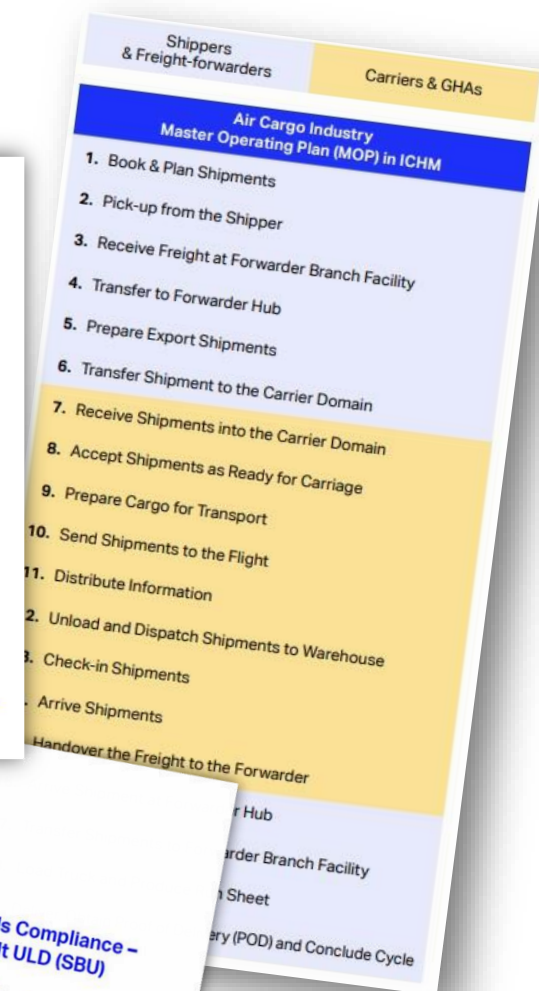 Shippers
& Freight-forwarders
Carriers & GHAs
Air Cargo Industry
Master Operating Plan (MOP) in ICHM
1. Book & Plan Shipments
2. Pick-up from the Shipper
3. Receive Freight at Forwarder Branch Facility
4. Transfer to Forwarder Hub
5. Prepare Export Shipments
6. Transfer Shipment to the Carrier Domain
7. Receive Shipments into the Carrier Domain
8. Accept Shipments as Ready for Carriage
9. Prepare Cargo for Transport
10. Send Shipments to the Flight
11. Distribute Information
2. Unload and Dispatch Shipments to Warehouse
3. Check-in Shipments
. Arrive Shipments
Handover the Freight to the Forwarder
r Hub
Branch Facility
Sheet
(POD) and Conclude Cycle
Compliance –
ULD (SBU)